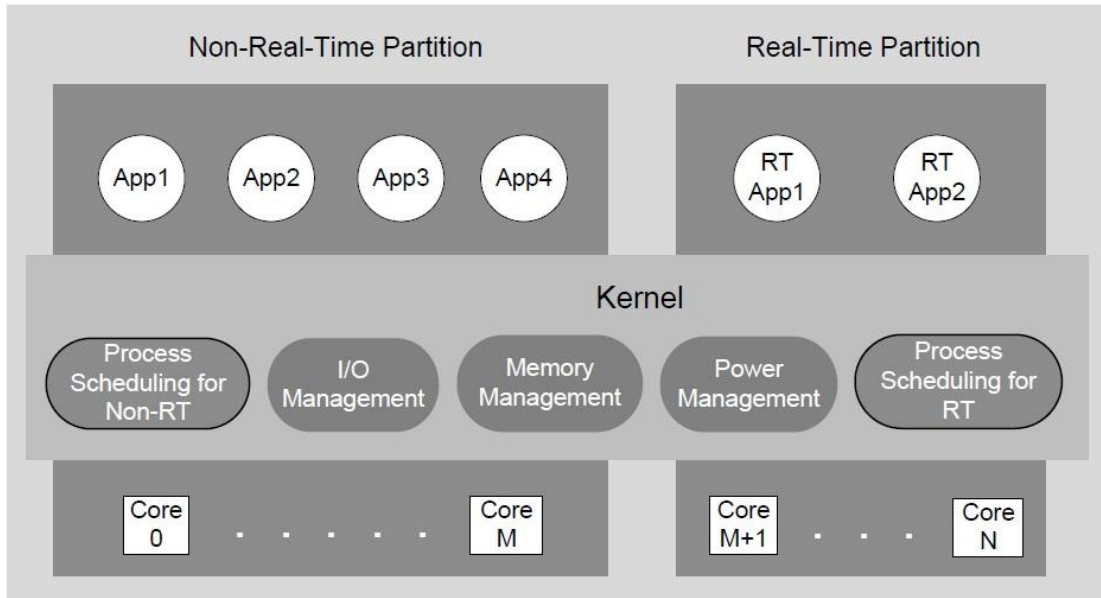 Non-Real-Time Partition
Real-Time Partition
App1
App2
App3
App4
RT
App1
RT
App2
Kernel
Process
Scheduling for
Non-RT
I/O
Management
Memory
Management
Power
Management
Process
Scheduling for
RT
Core
0
. . . . .
Core
M
Core
M+1
. . .
Core
N